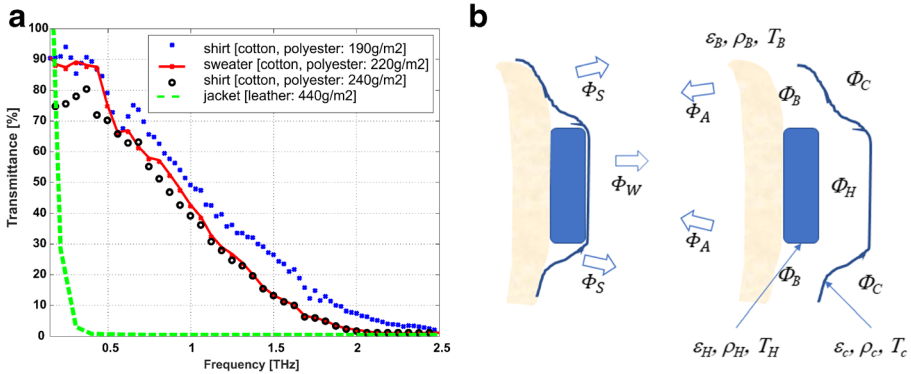 a
Transmittance [%]
100
90
80
70
60
50
40
30
20
10
0
shirt [cotton, polyester: 190g/m2]
sweater [cotton, polyester: 220g/m2]
shirt [cotton, polyester: 240g/m2]
jacket [leather: 440g/m2]
0.5
1.0
1.5
2.0
2.5
Frequency [THz]
b
Φ_S
Φ_W
Φ_S
Φ_A
Φ_A
ε_B, ρ_B, T_B
Φ_B
Φ_C
Φ_H
Φ_B
Φ_C
ε_H, ρ_H, T_H
ε_c, ρ_c, T_c